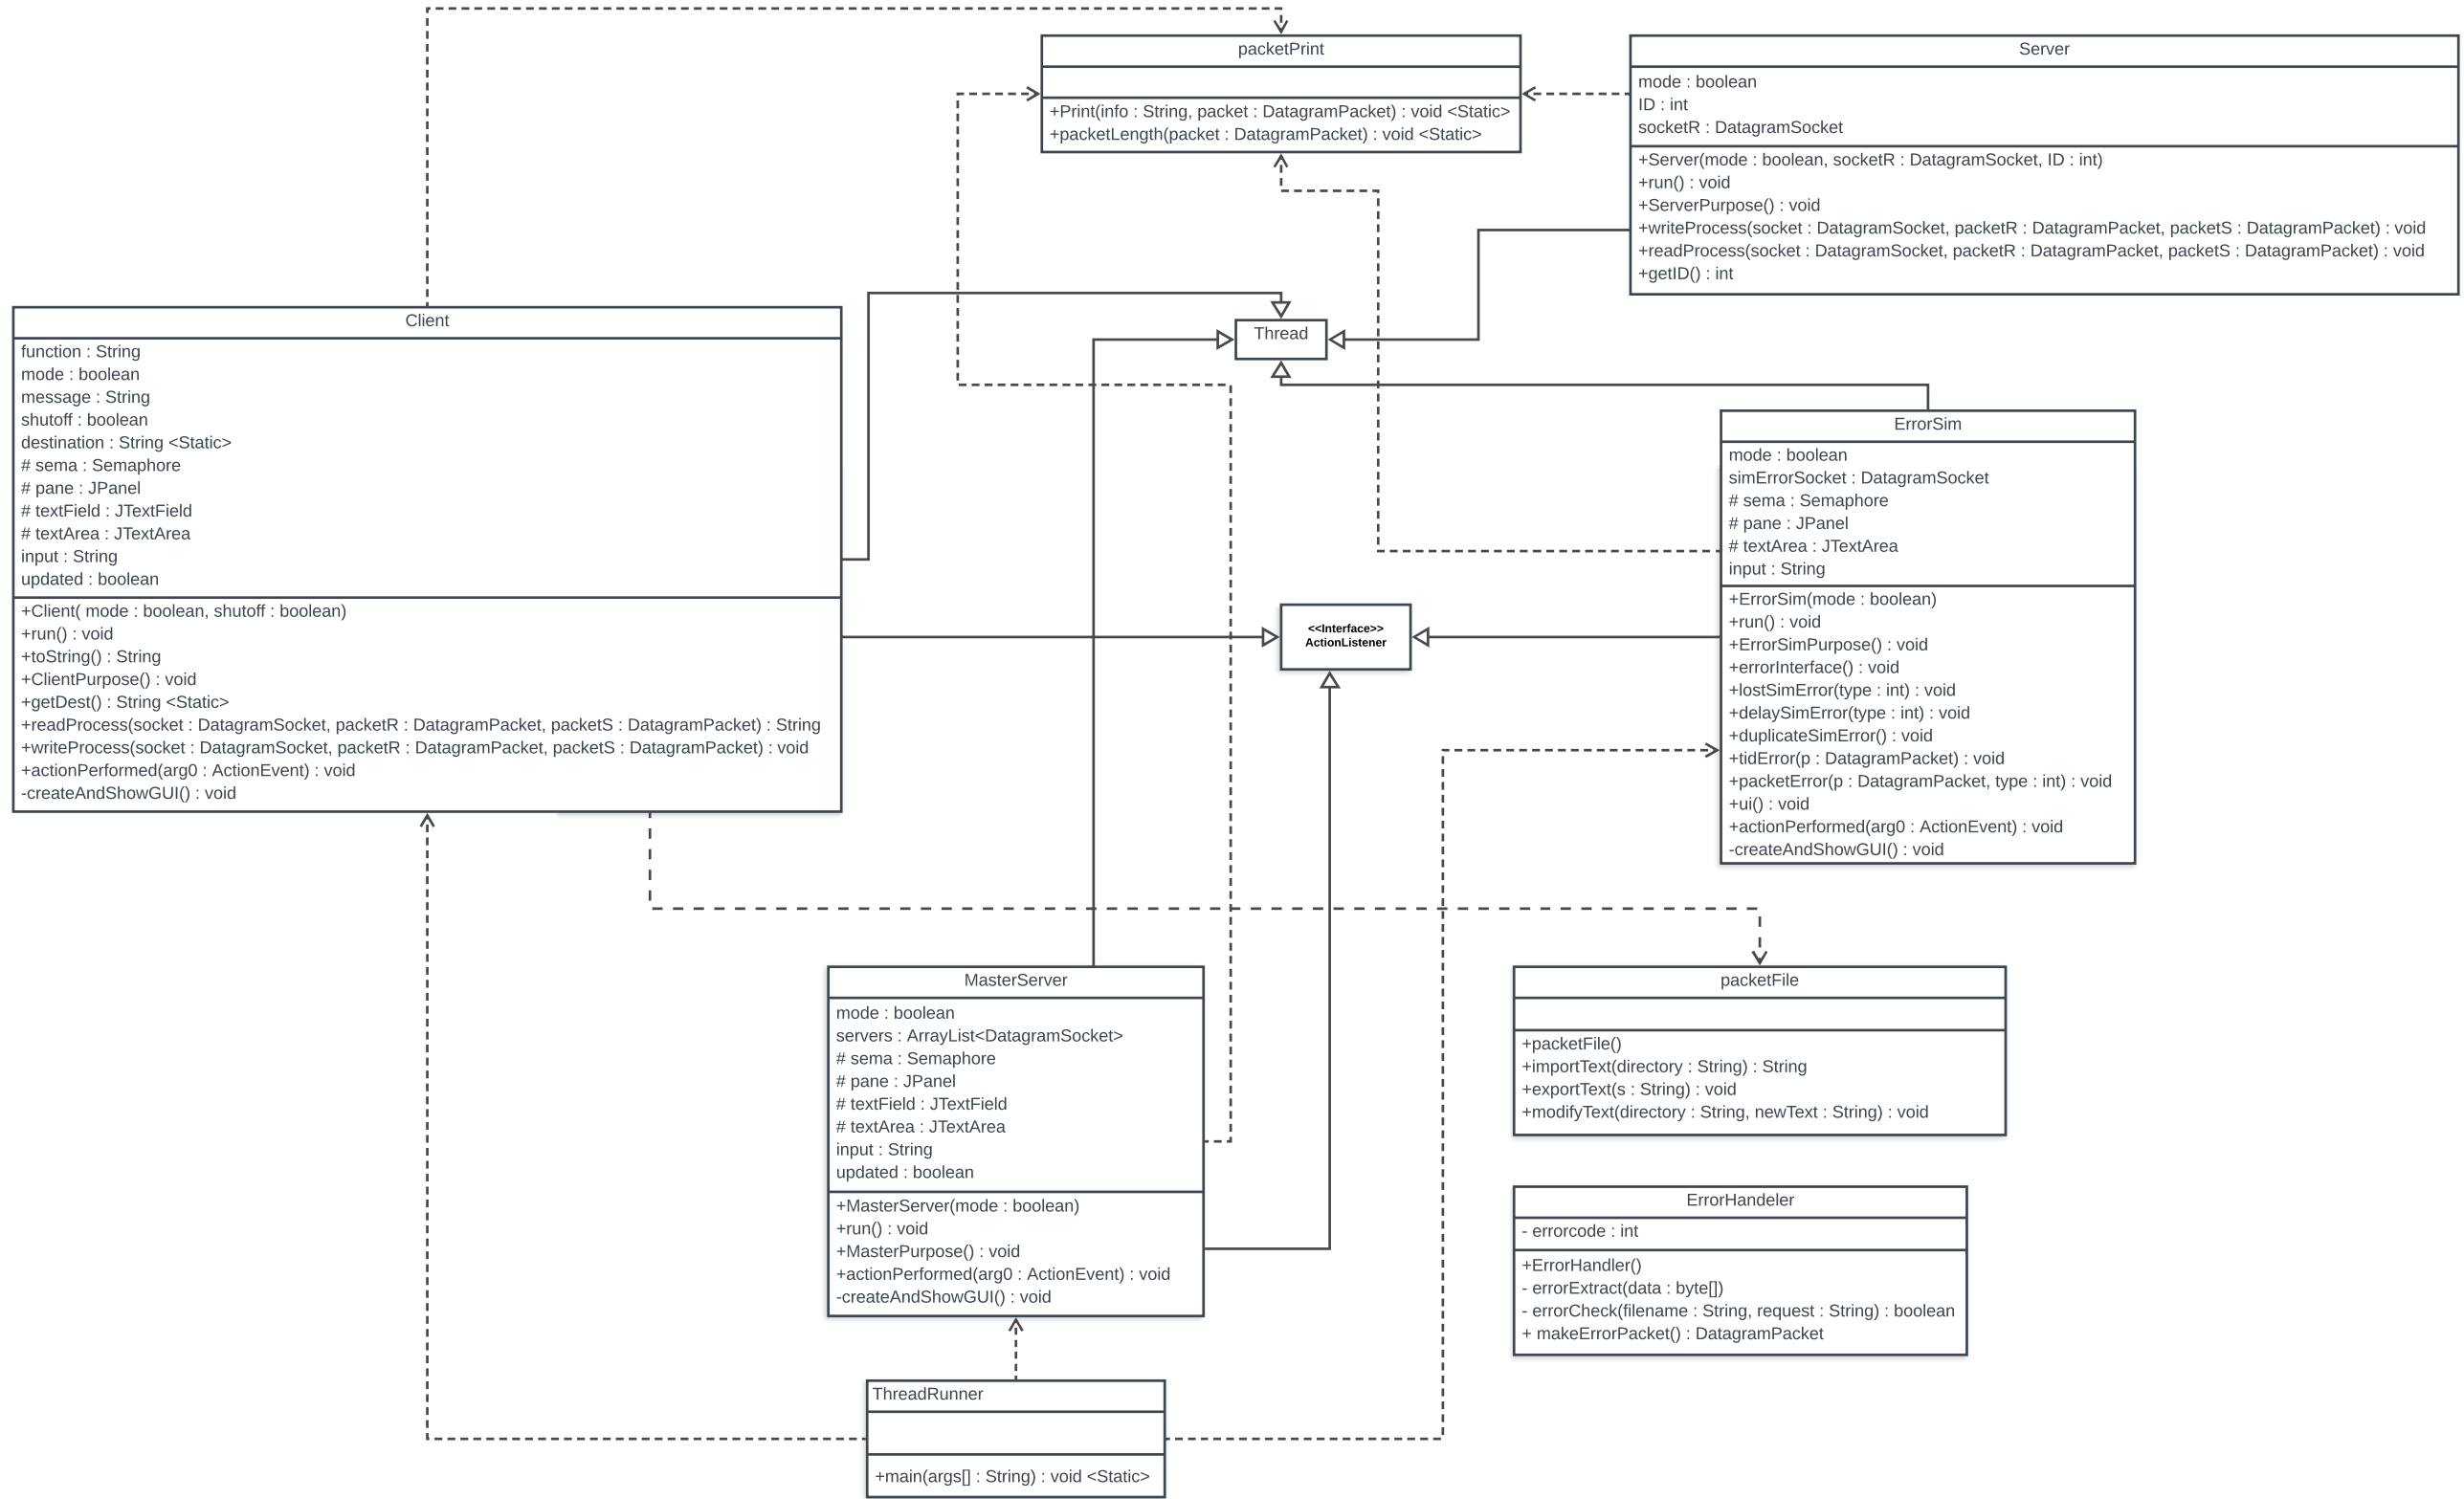 packetPrint
+Print(info : String, packet : DatagramPacket) : void <Static>
+packetLength(packet : DatagramPacket) : void <Static>
Server
mode : boolean
ID : int
socketR : DatagramSocket
+Server(mode : boolean, socketR : DatagramSocket, ID : int)
+run() : void
+ServerPurpose() : void
+writeProcess(socket : DatagramSocket, packetR : DatagramPacket, packetS : DatagramPacket) : void
+readProcess(socket : DatagramSocket, packetR : DatagramPacket, packetS : DatagramPacket) : void
+getID() : int
Client
function : String
mode : boolean
message : String
shutoff : boolean
destination : String <Static>
# sema : Semaphore
# pane : JPanel
# textField : JTextField
# textArea : JTextArea
input : String
updated : boolean
+Client( mode : boolean, shutoff : boolean)
+run() : void
+toString() : String
+ClientPurpose() : void
+getDest() : String <Static>
+readProcess(socket : DatagramSocket, packetR : DatagramPacket, packetS : DatagramPacket) : String
+writeProcess(socket : DatagramSocket, packetR : DatagramPacket, packetS : DatagramPacket) : void
+actionPerformed(arg0 : ActionEvent) : void
-createAndShowGUI() : void
Thread
ErrorSim
mode : boolean
simErrorSocket : DatagramSocket
# sema : Semaphore
# pane : JPanel
# textArea : JTextArea
input : String
+ErrorSim(mode : boolean)
+run() : void
+ErrorSimPurpose() : void
+errorInterface() : void
+lostSimError(type : int) : void
+delaySimError(type : int) : void
+duplicateSimError() : void
+tidError(p : DatagramPacket) : void
+packetError(p : DatagramPacket, type : int) : void
+ui() : void
+actionPerformed(arg0 : ActionEvent) : void
-createAndShowGUI() : void
<<Interface>>
ActionListener
MasterServer
mode : boolean
servers : ArrayList<DatagramSocket>
# sema : Semaphore
# pane : JPanel
# textField : JTextField
# textArea : JTextArea
input : String
updated : boolean
+MasterServer(mode : boolean)
+run() : void
+MasterPurpose() : void
+actionPerformed(arg0 : ActionEvent) : void
-createAndShowGUI() : void
packetFile
+packetFile()
+importText(directory : String) : String
+exportText(s : String) : void
+modifyText(directory : String, newText : String) : void
ErrorHandeler
- errorcode : int
+ErrorHandler()
- errorExtract(data : byte[])
- errorCheck(filename : String, request : String) : boolean
+ makeErrorPacket() : DatagramPacket
ThreadRunner
+main(args[] : String) : void <Static>